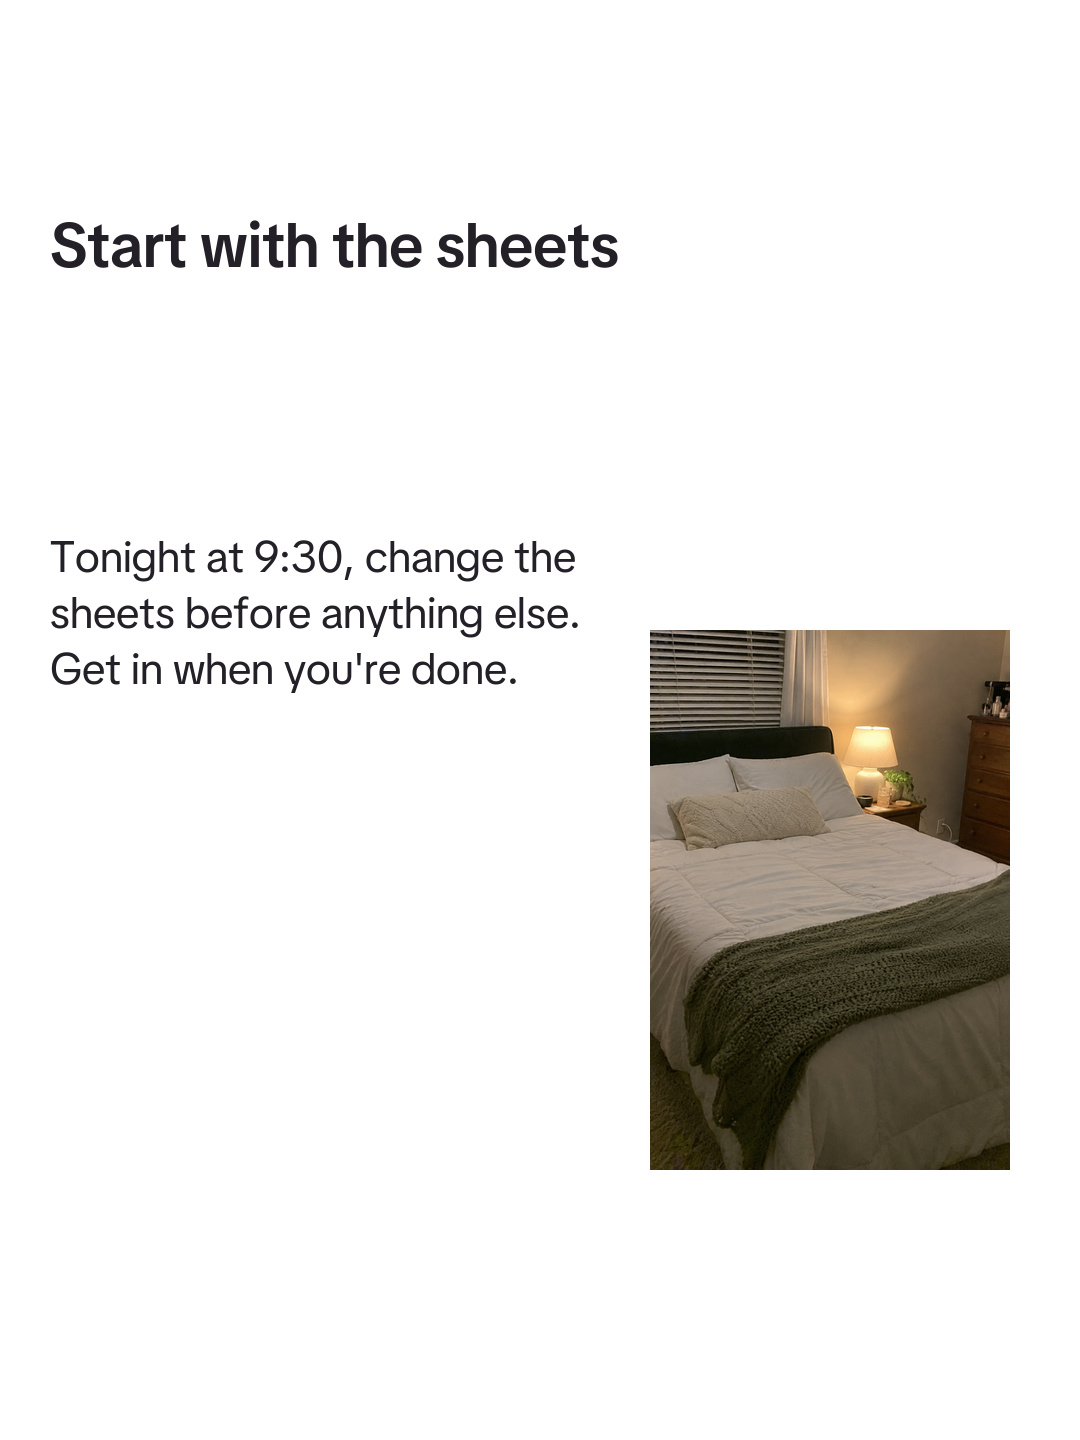 Start with the sheets
Tonight at 9:30, change the
sheets before anything else.
Get in when you're done.